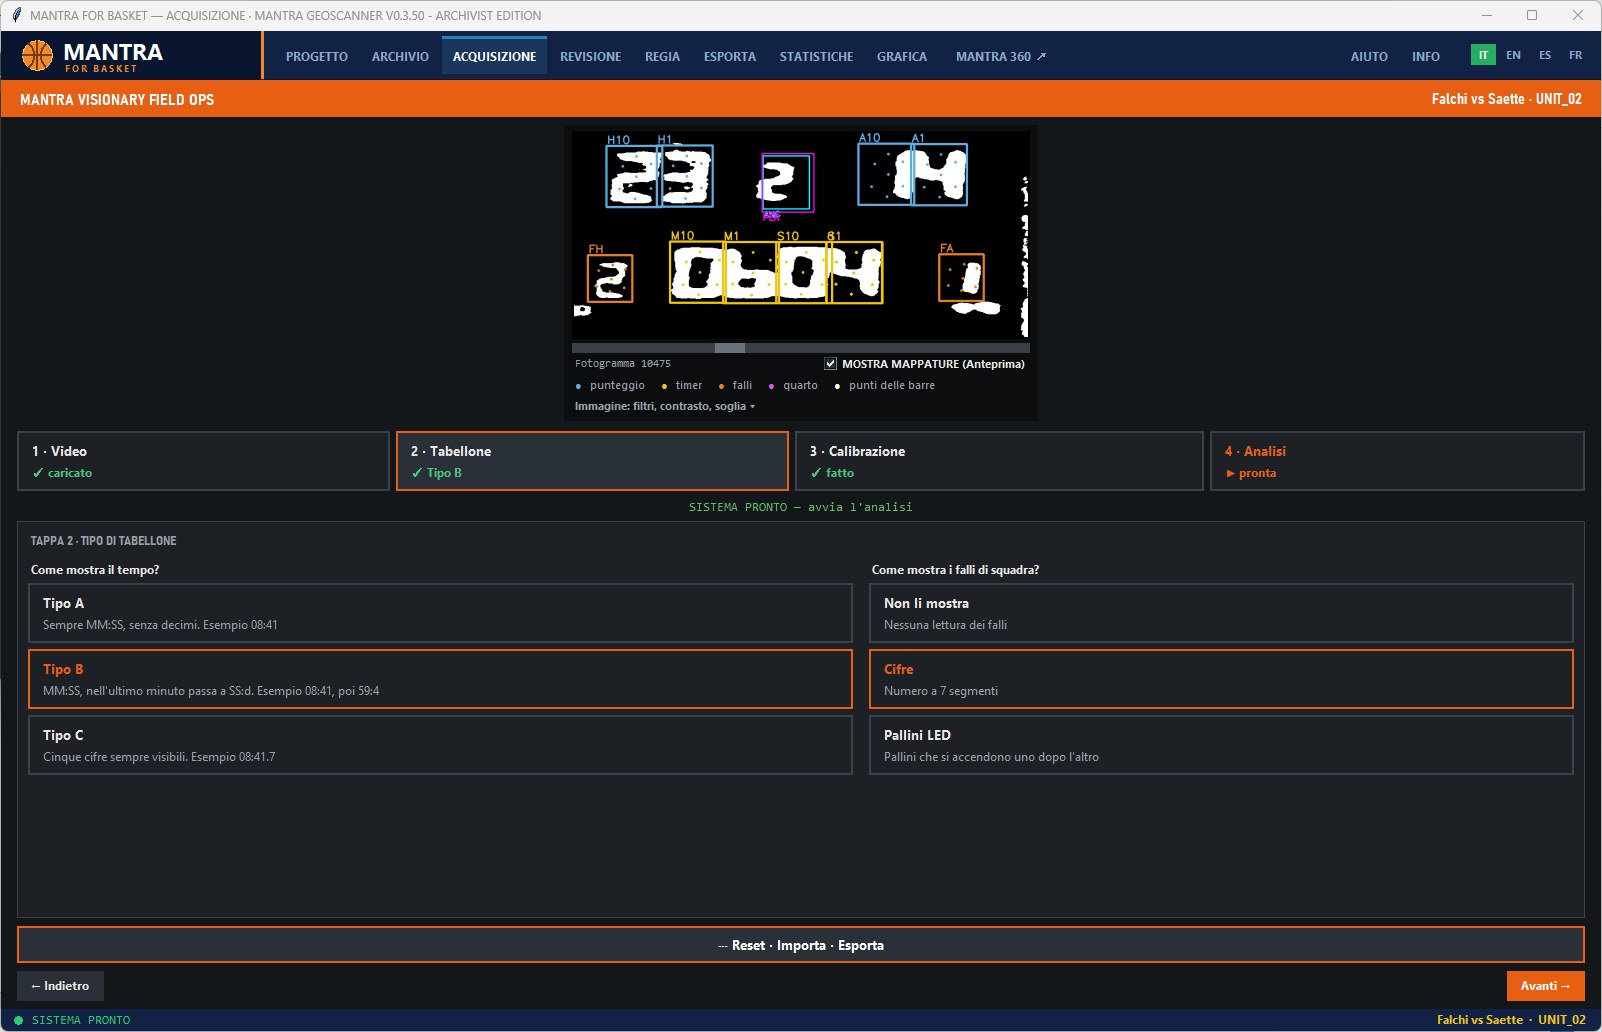 MANTRA FOR BASKET — ACQUISIZIONE · MANTRA GEOSCANNER V0.3.50 - ARCHIVIST EDITION
MANTRA
FOR BASKET
PROGETTO ARCHIVIO ACQUISIZIONE REVISIONE REGIA ESPORTA STATISTICHE GRAFICA MANTRA 360 ↗ AIUTO INFO IT EN ES FR
MANTRA VISIONARY FIELD OPS
Falchi vs Saette · UNIT_02
H10 H1 A10 A1
23 2 14
M10 M1 S10 S1
FH FA
2 0604 1
Fotogramma 10475
MOSTRA MAPPATURE (Anteprima)
punteggio timer falli quarto punti delle barre
Immagine: filtri, contrasto, soglia ▾
1 · Video
✓ caricato
2 · Tabellone
✓ Tipo B
3 · Calibrazione
✓ fatto
4 · Analisi
► pronta
SISTEMA PRONTO — avvia l'analisi
TAPPA 2 · TIPO DI TABELLONE
Come mostra il tempo?
Tipo A
Sempre MM:SS, senza decimi. Esempio 08:41
Tipo B
MM:SS, nell'ultimo minuto passa a SS:d. Esempio 08:41, poi 59:4
Tipo C
Cinque cifre sempre visibili. Esempio 08:41.7
Come mostra i falli di squadra?
Non li mostra
Nessuna lettura dei falli
Cifre
Numero a 7 segmenti
Pallini LED
Pallini che si accendono uno dopo l'altro
··· Reset · Importa · Esporta
← Indietro
Avanti →
SISTEMA PRONTO
Falchi vs Saette · UNIT_02